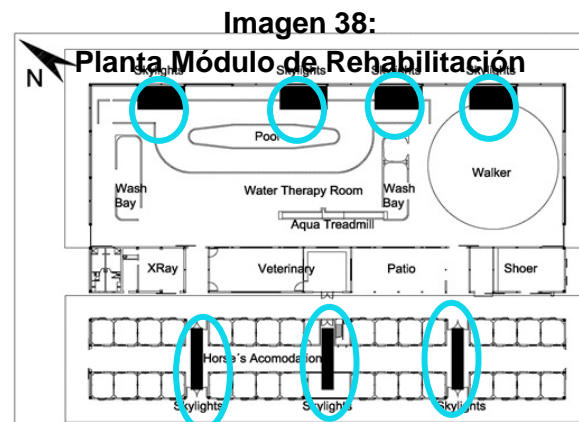 Imagen 38:
Planta Módulo de Rehabilitación
N
Skylights Skylights Skylights Skylights
Pool
Wash
Bay
Water Therapy Room
Wash
Bay
Walker
Aqua Treadmill
XRay Veterinary Patio Shoer
Horse´s Acomodation
Skylights Skylights Skylights